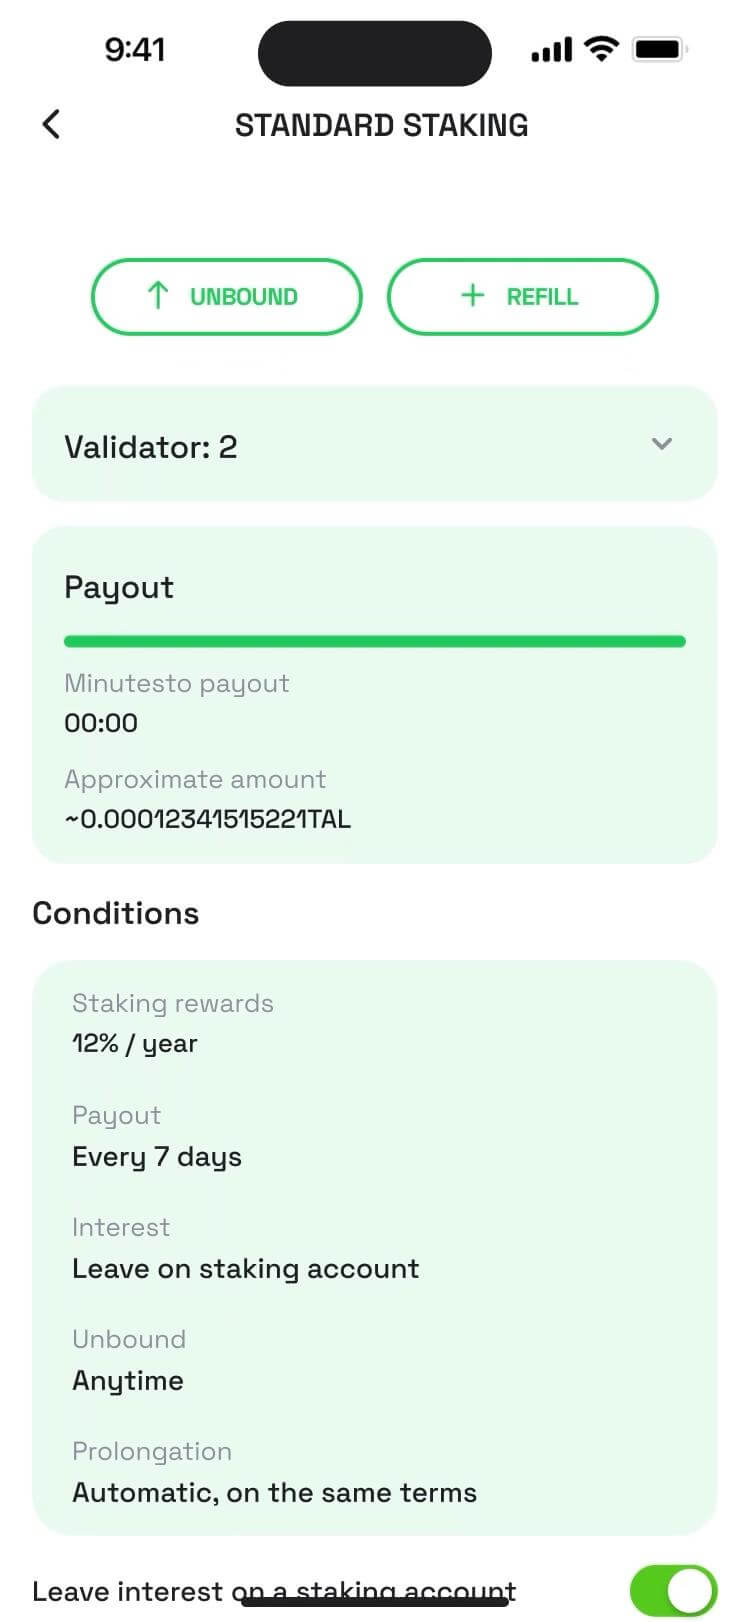 9:41
STANDARD STAKING
UNBOUND
REFILL
Validator: 2
Payout
Minutesto payout
00:00
Approximate amount
~0.00012341515221TAL
Conditions
Staking rewards
12% / year
Payout
Every 7 days
Interest
Leave on staking account
Unbound
Anytime
Prolongation
Automatic, on the same terms
Leave interest on a staking account